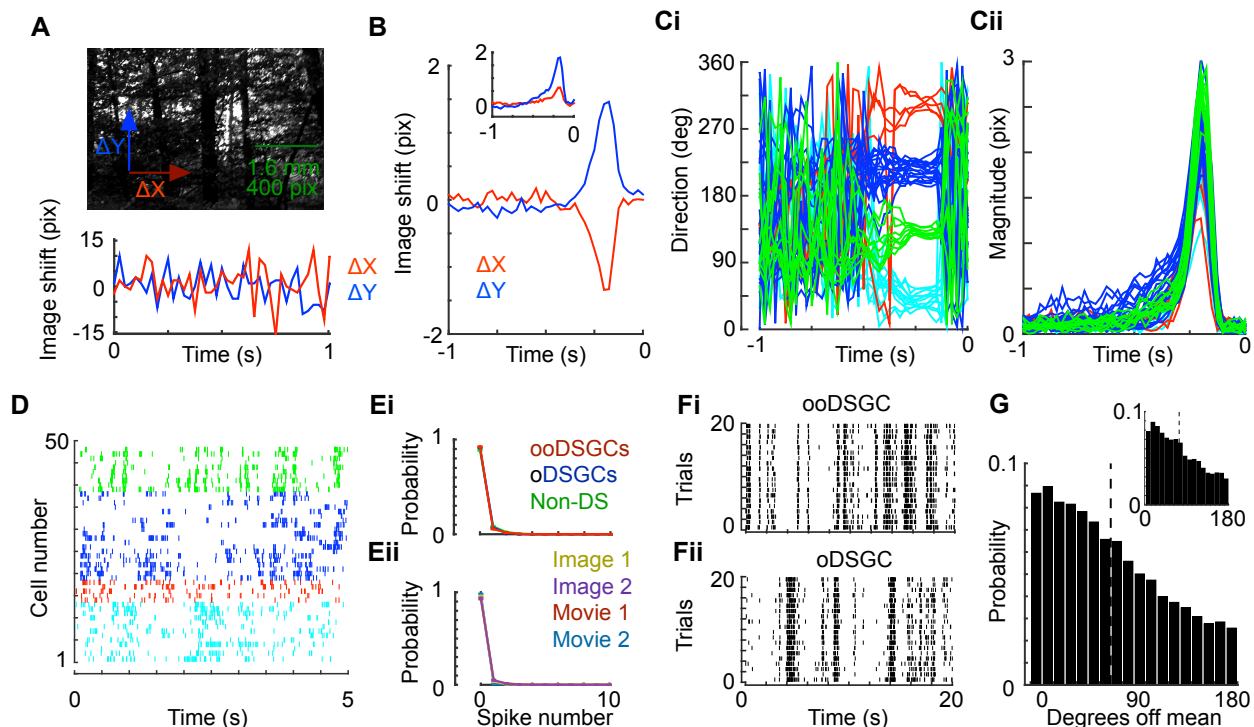 A
ΔY
ΔX
1.6 mm
400 pix
Image shiift (pix)
15
0
-15
0
1
Time (s)
ΔX
ΔY
B
Image shiift (pix)
2
0
-2
-1
0
Time (s)
2
0
-1
0
ΔX
ΔY
Ci
Direction (deg)
360
270
180
90
0
-1
0
Time (s)
Cii
Magnitude (pix)
3
0
-1
0
Time (s)
D
Cell number
50
1
0
5
Time (s)
Ei
Probability
1
0
ooDSGCs
oDSGCs
Non-DS
Eii
Probability
1
0
Image 1
Image 2
Movie 1
Movie 2
0
10
Spike number
Fi
ooDSGC
Trials
20
0
0
20
Fii
oDSGC
Trials
20
0
0
20
Time (s)
G
Probability
0.1
0
0
90
180
Degrees off mean
0.1
0
0
180